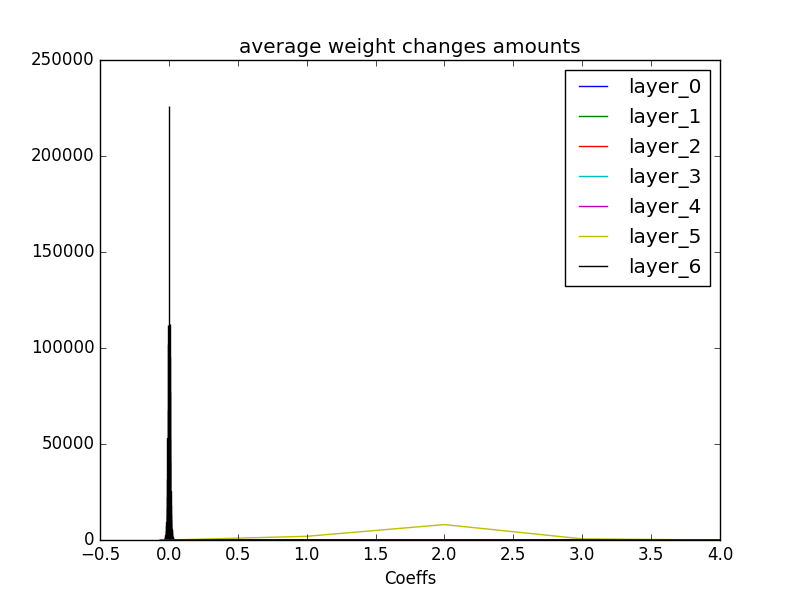 average weight changes amounts
250000
200000
150000
100000
50000
0
−0.5 0.0 0.5 1.0 1.5 2.0 2.5 3.0 3.5 4.0
Coeffs
layer_0
layer_1
layer_2
layer_3
layer_4
layer_5
layer_6